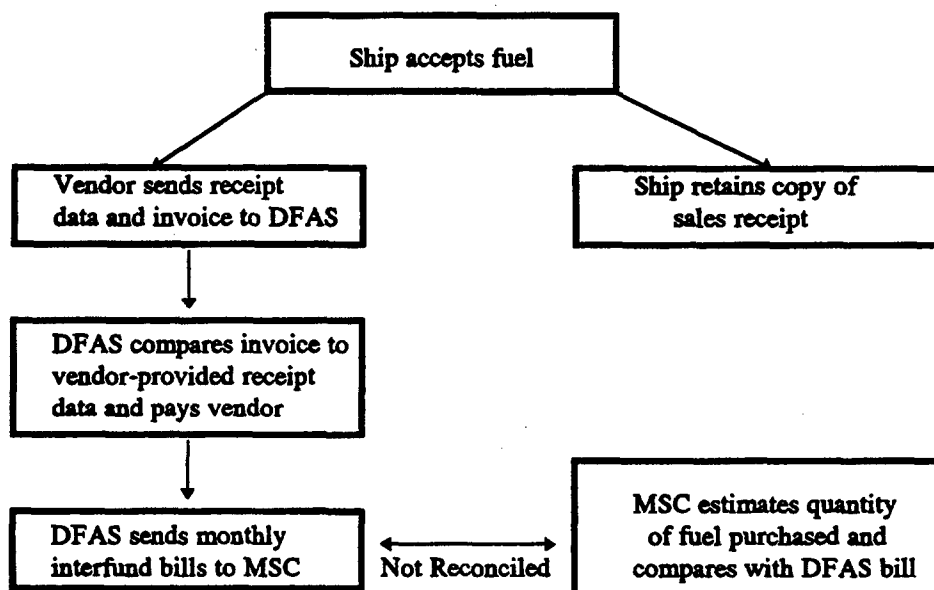 Ship accepts fuel
Vendor sends receipt
data and invoice to DFAS
Ship retains copy of
sales receipt
DFAS compares invoice to
vendor-provided receipt
data and pays vendor
DFAS sends monthly
interfund bills to MSC
Not Reconciled
MSC estimates quantity
of fuel purchased and
compares with DFAS bill